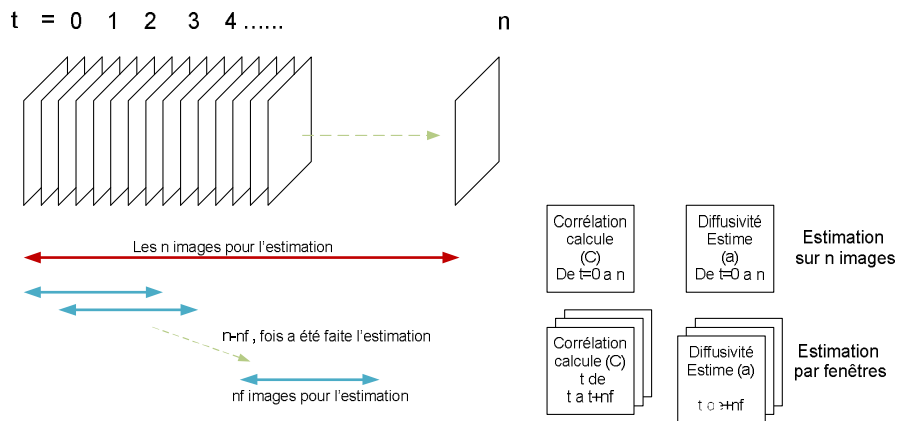 t = 0 1 2 3 4 ...... n
Les n images pour l'estimation
n-nf , fois a été faite l'estimation
nf images pour l'estimation
Corrélation
calcule
(C)
De t=0 a n
Diffusivité
Estime
(a)
De t=0 a n
Estimation
sur n images
Corrélation
calcule (C)
t de
t a t+nf
Diffusivité
Estime (a)
t a +nf
Estimation
par fenêtres